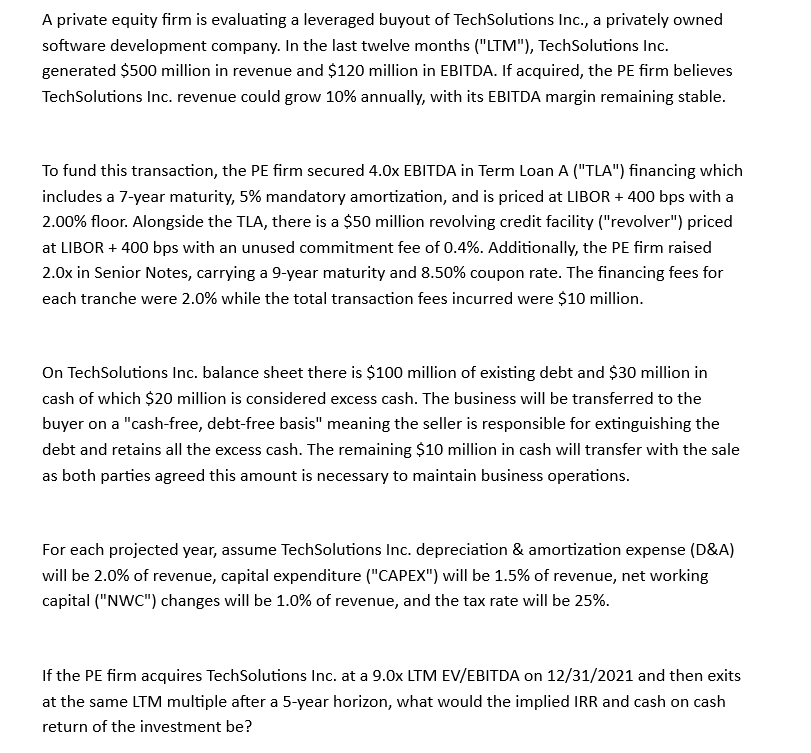 A private equity firm is evaluating a leveraged buyout of TechSolutions Inc., a privately owned
software development company. In the last twelve months ("LTM"), TechSolutions Inc.
generated $500 million in revenue and $120 million in EBITDA. If acquired, the PE firm believes
TechSolutions Inc. revenue could grow 10% annually, with its EBITDA margin remaining stable.
To fund this transaction, the PE firm secured 4.0x EBITDA in Term Loan A ("TLA") financing which
includes a 7-year maturity, 5% mandatory amortization, and is priced at LIBOR + 400 bps with a
2.00% floor. Alongside the TLA, there is a $50 million revolving credit facility ("revolver") priced
at LIBOR + 400 bps with an unused commitment fee of 0.4%. Additionally, the PE firm raised
2.0x in Senior Notes, carrying a 9-year maturity and 8.50% coupon rate. The financing fees for
each tranche were 2.0% while the total transaction fees incurred were $10 million.
On TechSolutions Inc. balance sheet there is $100 million of existing debt and $30 million in
cash of which $20 million is considered excess cash. The business will be transferred to the
buyer on a "cash-free, debt-free basis" meaning the seller is responsible for extinguishing the
debt and retains all the excess cash. The remaining $10 million in cash will transfer with the sale
as both parties agreed this amount is necessary to maintain business operations.
For each projected year, assume TechSolutions Inc. depreciation & amortization expense (D&A)
will be 2.0% of revenue, capital expenditure ("CAPEX") will be 1.5% of revenue, net working
capital ("NWC") changes will be 1.0% of revenue, and the tax rate will be 25%.
If the PE firm acquires TechSolutions Inc. at a 9.0x LTM EV/EBITDA on 12/31/2021 and then exits
at the same LTM multiple after a 5-year horizon, what would the implied IRR and cash on cash
return of the investment be?